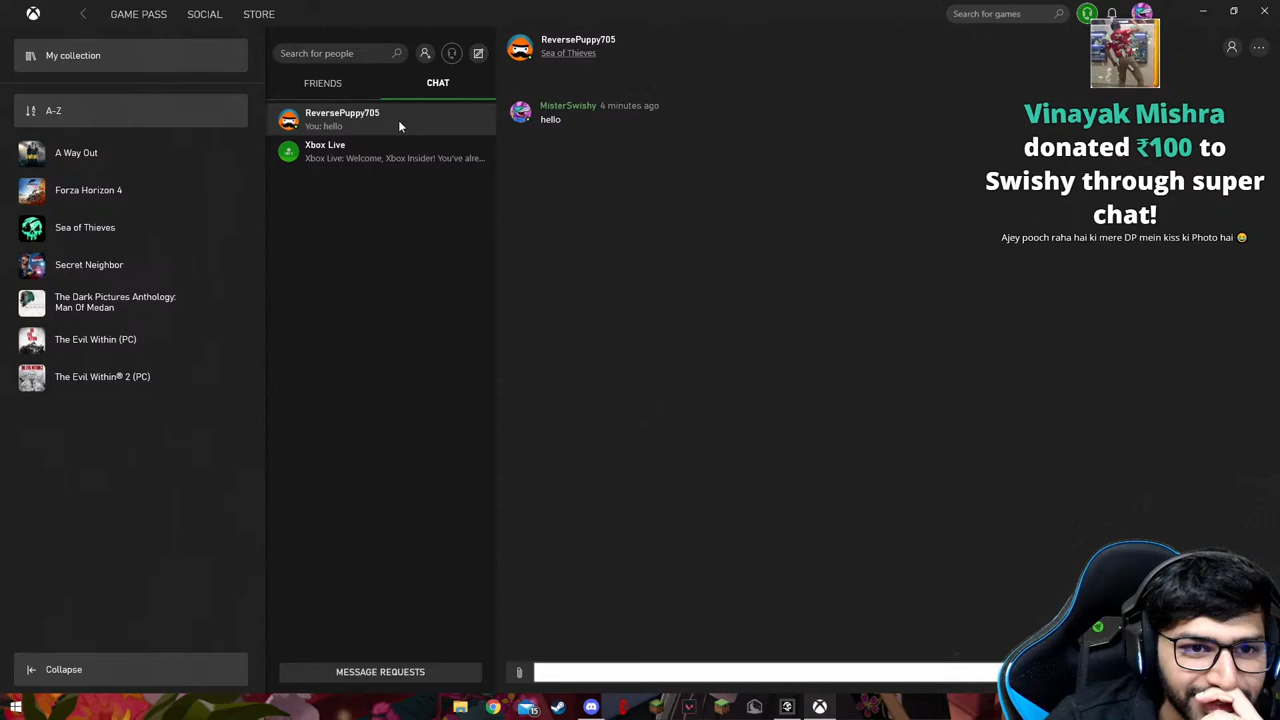 GAME PASS
SOCIAL
STORE
Search for games
My collection
A-Z
A Way Out
Forza Horizon 4
Sea of Thieves
Secret Neighbor
The Dark Pictures Anthology:
Man Of Medan
The Evil Within (PC)
The Evil Within® 2 (PC)
Collapse
Search for people
FRIENDS
CHAT
ReversePuppy705
You: hello
Xbox Live
Xbox Live: Welcome, Xbox Insider! You've alre...
MESSAGE REQUESTS
ReversePuppy705
Sea of Thieves
MisterSwishy 4 minutes ago
hello
Vinayak Mishra
donated ₹100 to
Swishy through super
chat!
Ajey pooch raha hai ki mere DP mein kiss ki Photo hai 😂
15